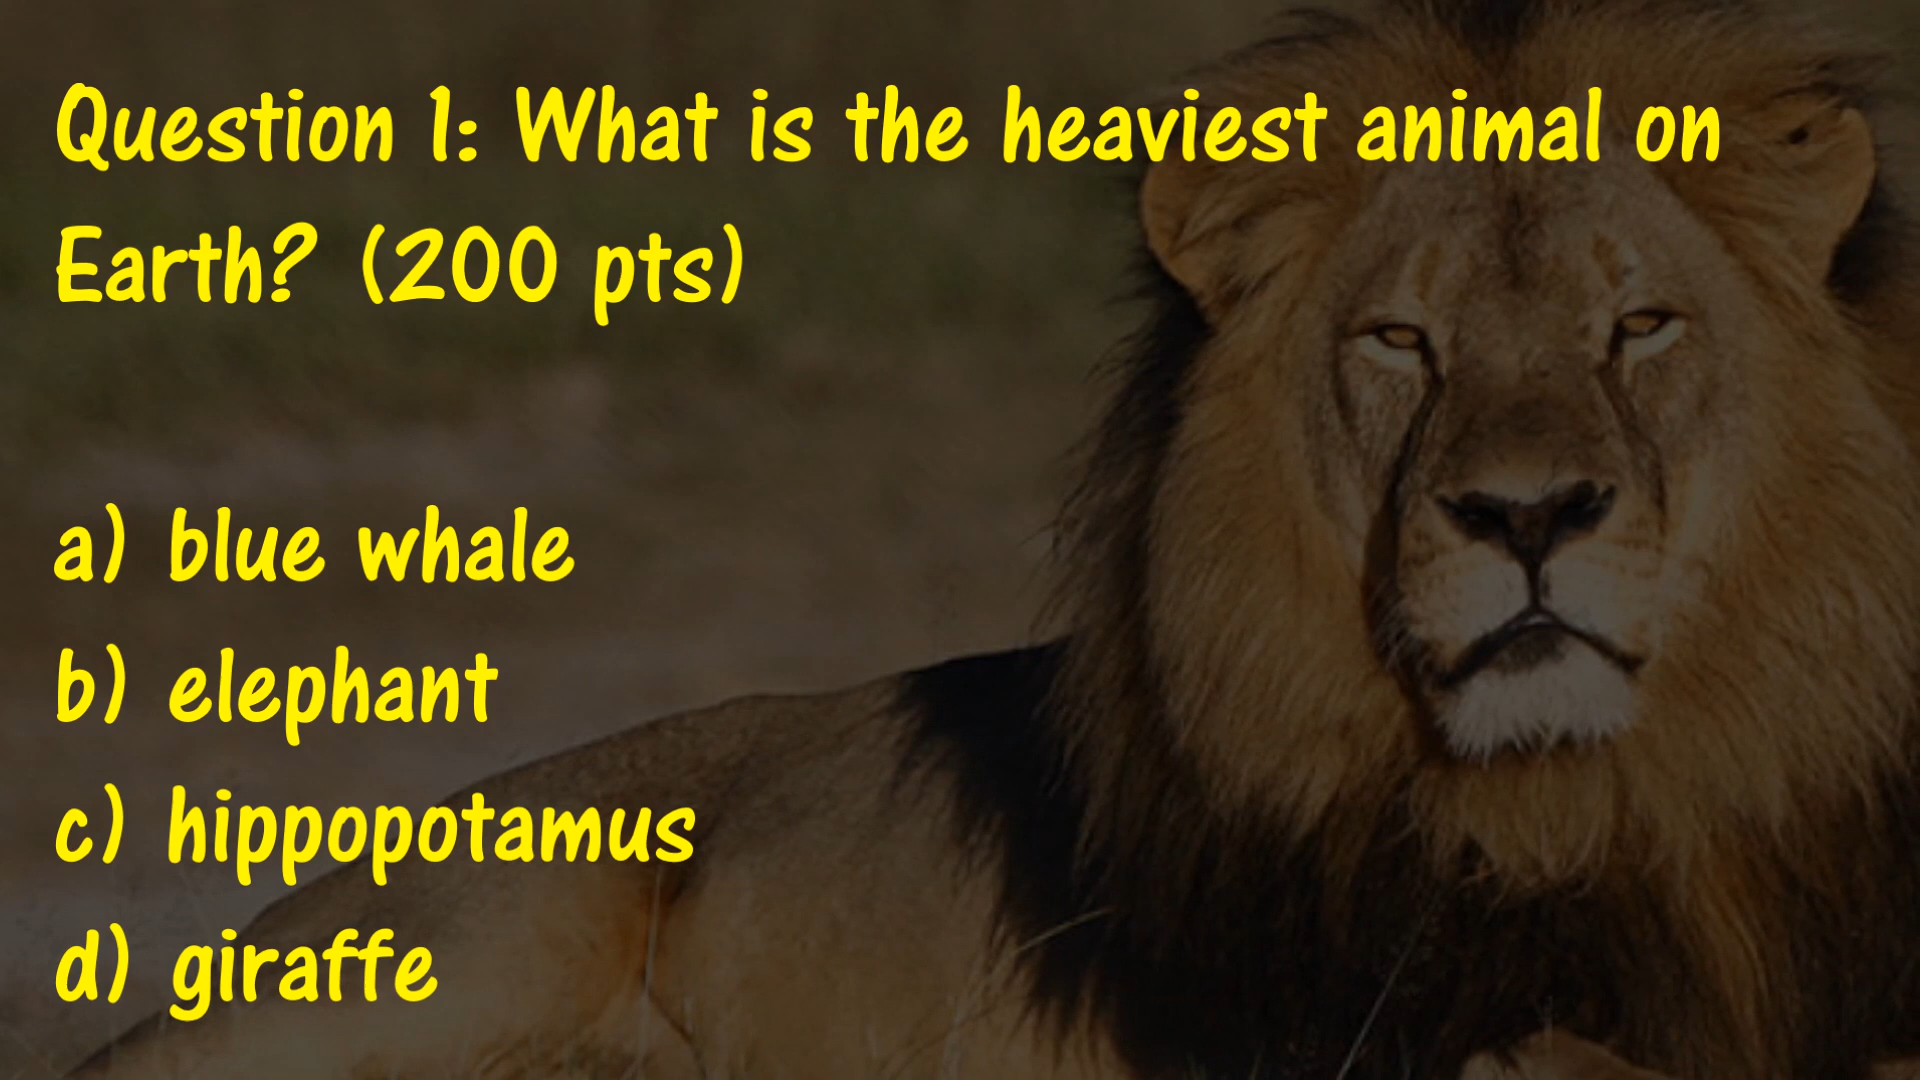 Question 1: What is the heaviest animal on
Earth? (200 pts)
a) blue whale
b) elephant
c) hippopotamus
d) giraffe